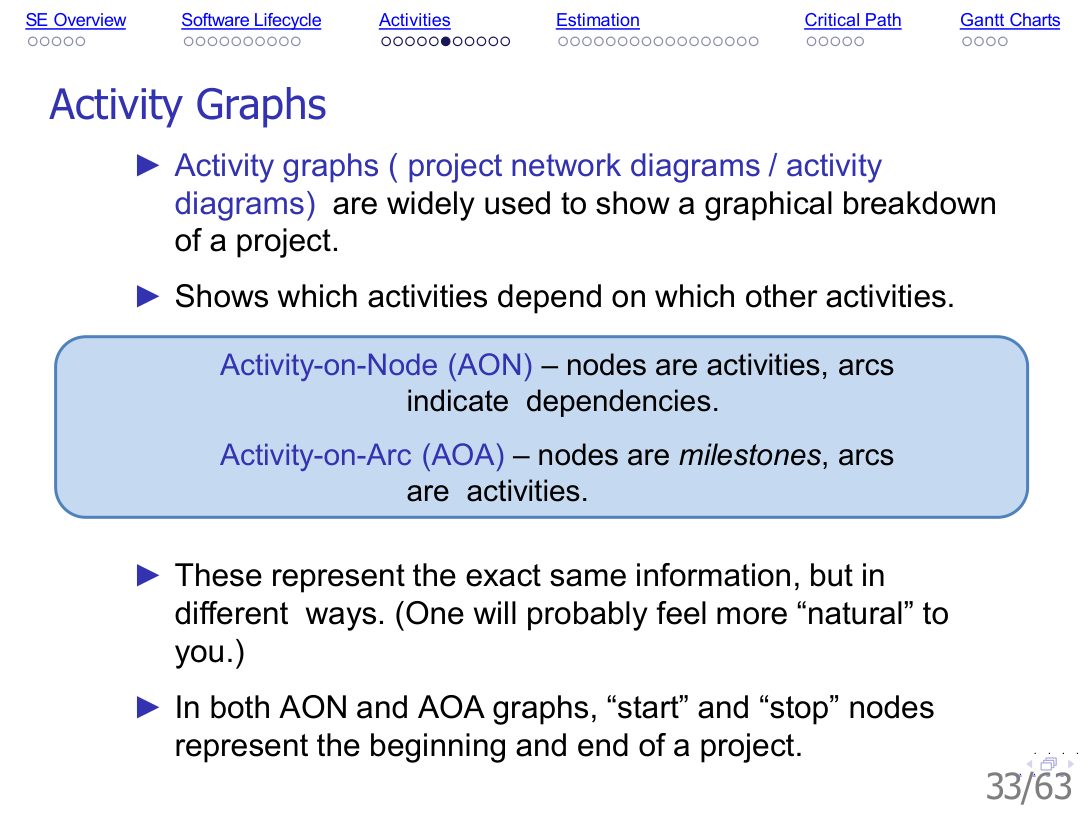 SE Overview Software Lifecycle Activities Estimation Critical Path Gantt Charts
Activity Graphs
► Activity graphs ( project network diagrams / activity
diagrams) are widely used to show a graphical breakdown
of a project.
► Shows which activities depend on which other activities.
Activity-on-Node (AON) – nodes are activities, arcs
indicate dependencies.
Activity-on-Arc (AOA) – nodes are milestones, arcs
are activities.
► These represent the exact same information, but in
different ways. (One will probably feel more “natural” to
you.)
► In both AON and AOA graphs, “start” and “stop” nodes
represent the beginning and end of a project.
33/63